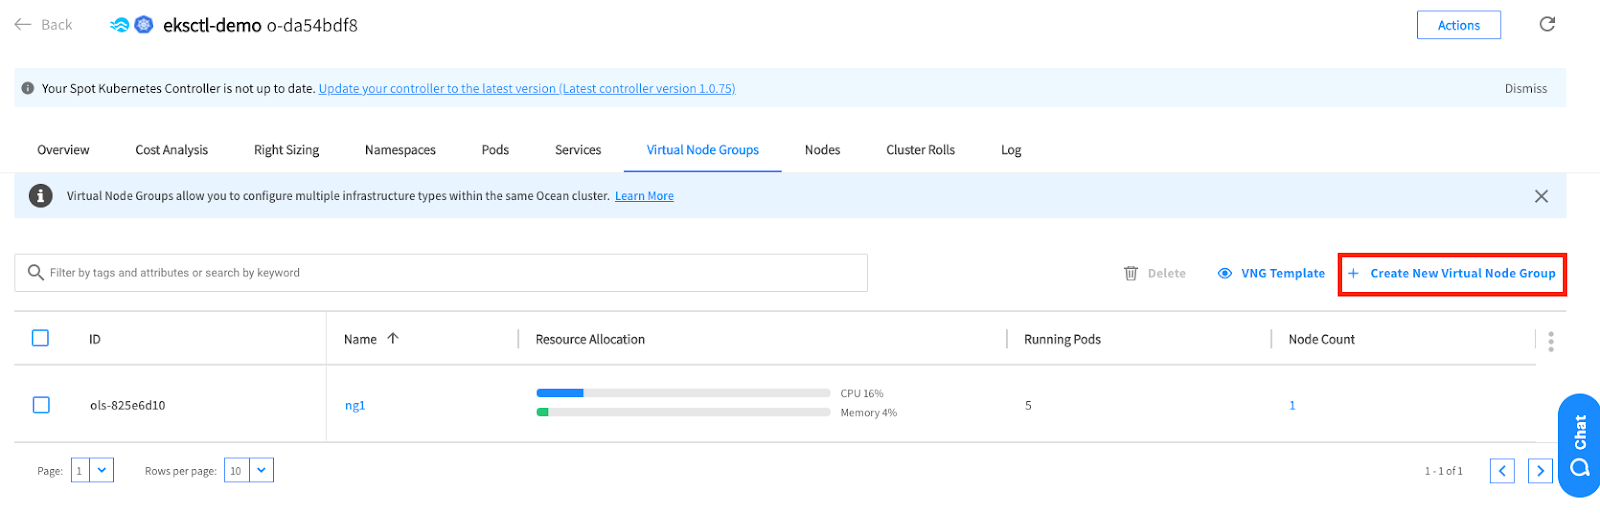 Back
eksctl-demo o-da54bdf8
Actions
Your Spot Kubernetes Controller is not up to date. Update your controller to the latest version (Latest controller version 1.0.75)
Dismiss
Overview Cost Analysis Right Sizing Namespaces Pods Services Virtual Node Groups Nodes Cluster Rolls Log
Virtual Node Groups allow you to configure multiple infrastructure types within the same Ocean cluster. Learn More
Filter by tags and attributes or search by keyword
Delete
VNG Template
+ Create New Virtual Node Group
ID Name ↑ Resource Allocation Running Pods Node Count
ols-825e6d10 ng1 CPU 16% 5 1
Memory 4%
Page: 1 Rows per page: 10 1 - 1 of 1
Chat